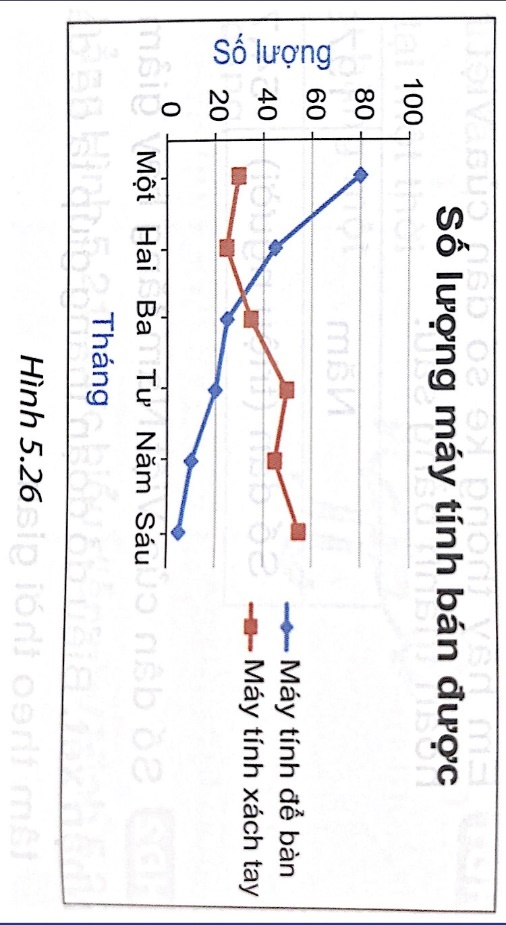 Số lượng máy tính bán được
100
80
60
40
20
0
Số lượng
Một Hai Ba Tư Năm Sáu
Tháng
Máy tính để bàn
Máy tính xách tay
Hình 5.26